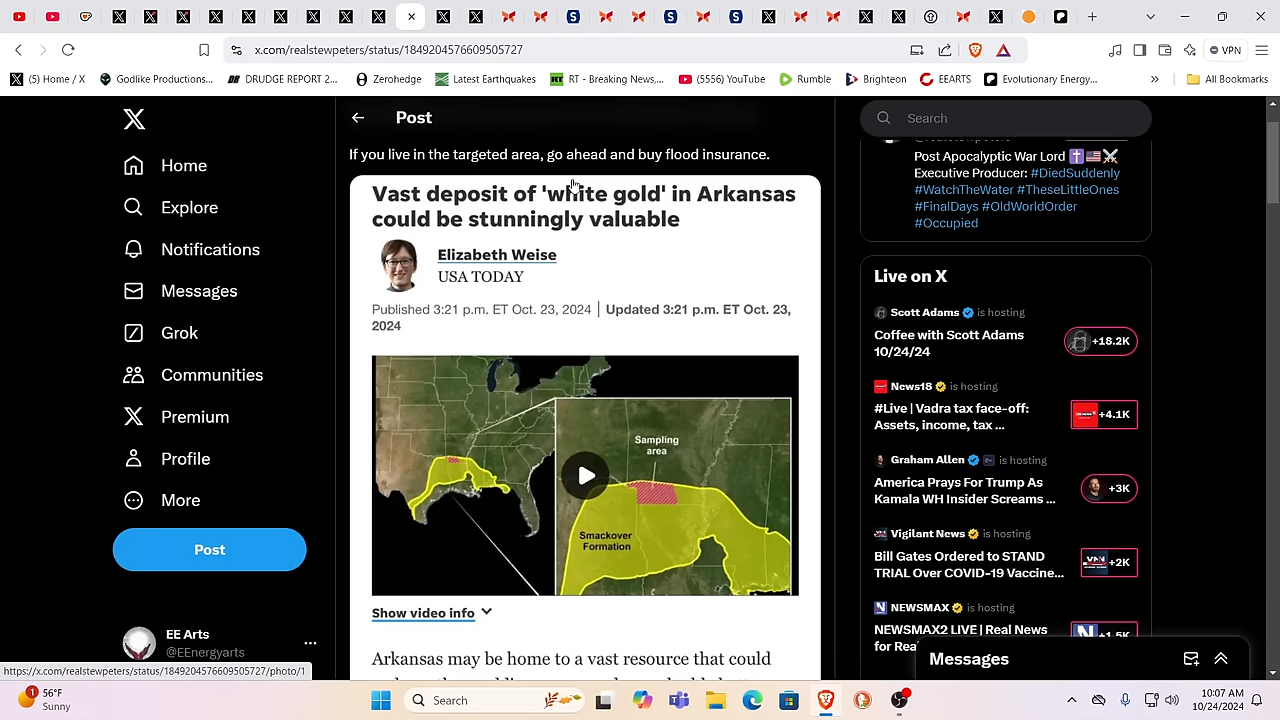 x.com/realstewpeters/status/1849204576609505727
VPN
(5) Home / X
Godlike Productions...
DRUDGE REPORT 2...
Zerohedge
Latest Earthquakes
RT - Breaking News,...
(5556) YouTube
Rumble
Brighteon
EEARTS
Evolutionary Energy...
»
All Bookmarks
Home
Explore
Notifications
Messages
Grok
Communities
Premium
Profile
More
Post
EE Arts
@EEnergyarts
https://x.com/realstewpeters/status/1849204576609505727/photo/1
Post
If you live in the targeted area, go ahead and buy flood insurance.
Vast deposit of 'white gold' in Arkansas
could be stunningly valuable
Elizabeth Weise
USA TODAY
Published 3:21 p.m. ET Oct. 23, 2024 | Updated 3:21 p.m. ET Oct. 23,
2024
Sampling
area
Smackover
Formation
Show video info
Arkansas may be home to a vast resource that could
Search
Post Apocalyptic War Lord
Executive Producer: #DiedSuddenly
#WatchTheWater #TheseLittleOnes
#FinalDays #OldWorldOrder
#Occupied
Live on X
Scott Adams is hosting
Coffee with Scott Adams
10/24/24
+18.2K
News18 is hosting
#Live | Vadra tax face-off:
Assets, income, tax ...
+4.1K
Graham Allen is hosting
America Prays For Trump As
Kamala WH Insider Screams ...
+3K
Vigilant News is hosting
Bill Gates Ordered to STAND
TRIAL Over COVID-19 Vaccine...
+2K
NEWSMAX is hosting
NEWSMAX2 LIVE | Real News
for Rea
+1.5K
Messages
1
56°F
Sunny
Search
10:07 AM
10/24/2024